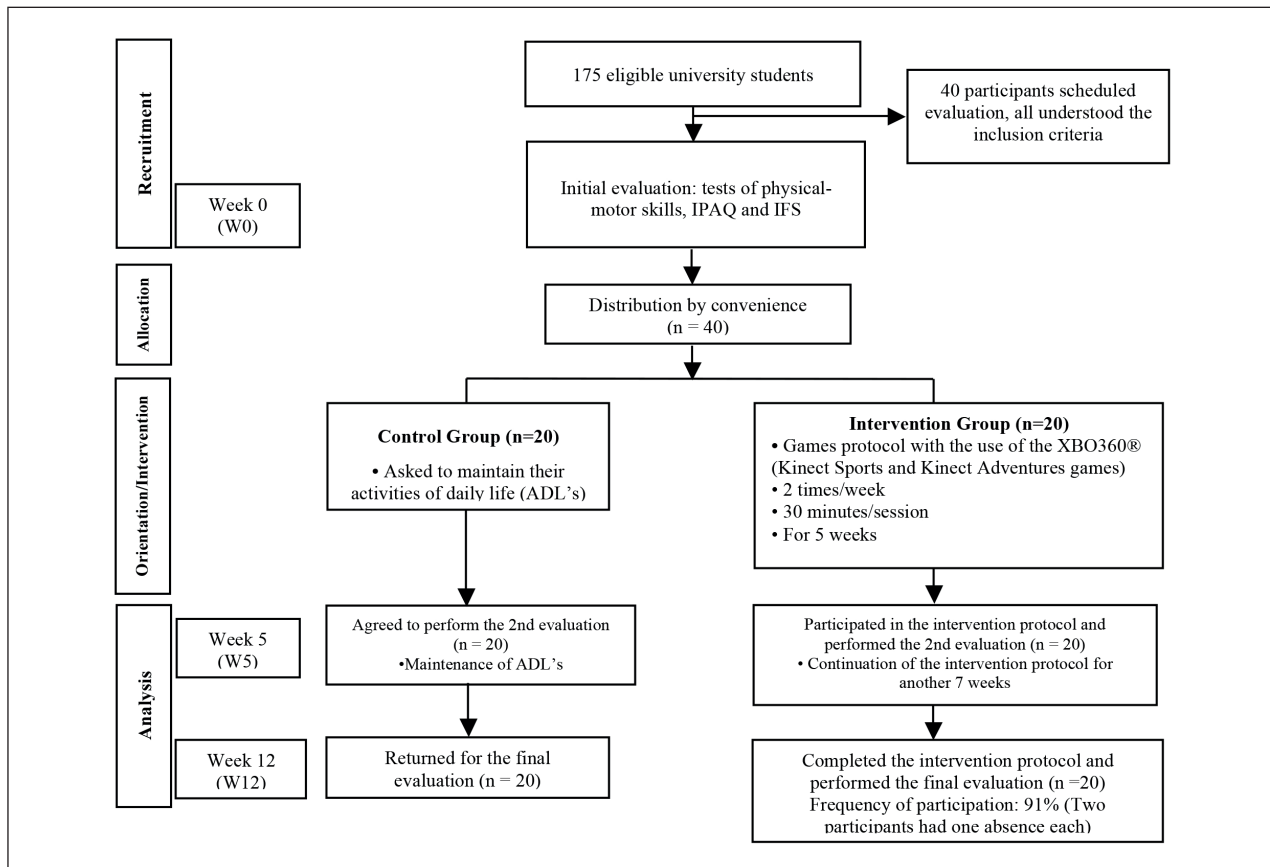 Recruitment
175 eligible university students
40 participants scheduled
evaluation, all understood the
inclusion criteria
Week 0
(W0)
Initial evaluation: tests of physical-
motor skills, IPAQ and IFS
Allocation
Distribution by convenience
(n = 40)
Orientation/Intervention
Control Group (n=20)
• Asked to maintain their
activities of daily life (ADL’s)
Intervention Group (n=20)
• Games protocol with the use of the XBO360®
(Kinect Sports and Kinect Adventures games)
• 2 times/week
• 30 minutes/session
• For 5 weeks
Analysis
Week 5
(W5)
Agreed to perform the 2nd evaluation
(n = 20)
•Maintenance of ADL’s
Participated in the intervention protocol and
performed the 2nd evaluation (n = 20)
• Continuation of the intervention protocol for
another 7 weeks
Week 12
(W12)
Returned for the final
evaluation (n = 20)
Completed the intervention protocol and
performed the final evaluation (n =20)
Frequency of participation: 91% (Two
participants had one absence each)